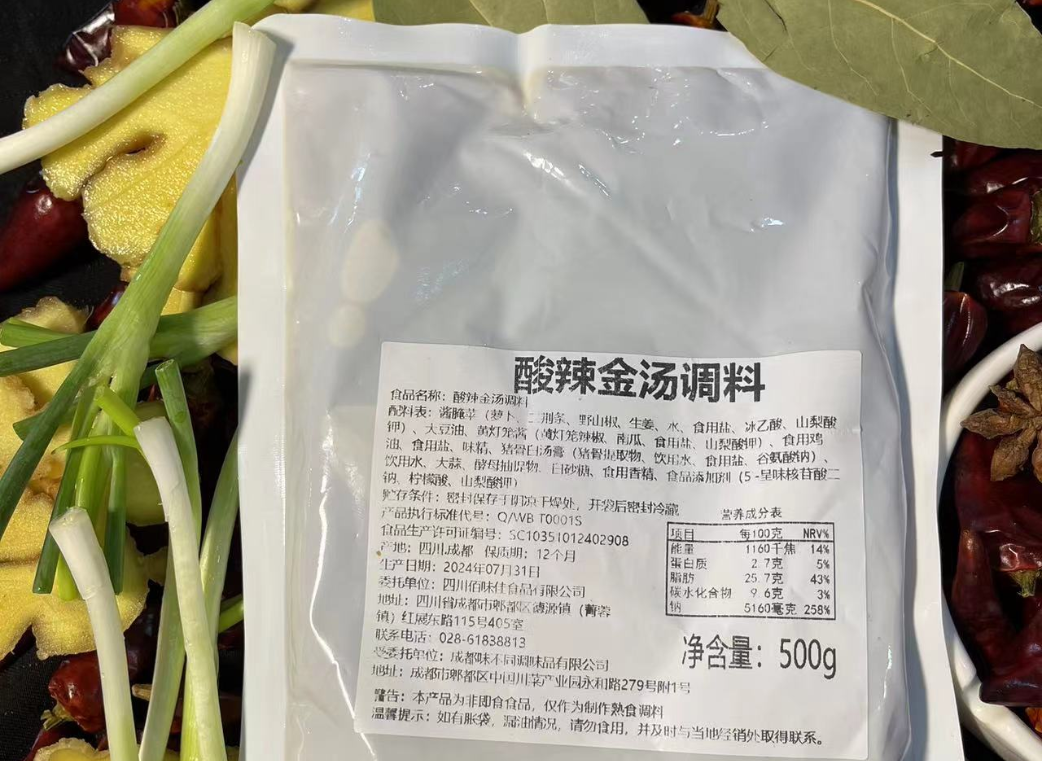 酸辣金汤调料
食品名称：酸辣金汤调料
配料表：酱腌菜（萝卜、二荆条、野山椒、生姜、水、食用盐、冰乙酸、山梨酸
钾）、大豆油、黄灯笼酱（黄灯笼辣椒、南瓜、食用盐、山梨酸钾）、食用鸡
油、食用盐、味精、猪骨白汤膏（猪骨提取物、饮用水、食用盐、谷氨酸钠）、
饮用水、大蒜、酵母抽提物、白砂糖、食用香精、食品添加剂（5 -呈味核苷酸二
钠、柠檬酸、山梨酸钾）
贮存条件：密封保存于阴凉干燥处，开袋后密封冷藏
产品执行标准代号：Q/WB T0001S
食品生产许可证编号：SC10351012402908
产地：四川成都 保质期：12个月
生产日期：2024年07月31日
委托单位：四川佰味佳食品有限公司
地址：四川省成都市郫都区德源镇（菁蓉
镇）红展东路115号405室
联系电话：028-61838813
受委托单位：成都味不同调味品有限公司
地址：成都市郫都区中国川菜产业园永和路279号附1号
警告：本产品为非即食食品，仅作为制作熟食调料
温馨提示：如有胀袋，漏油情况，请勿食用，并及时与当地经销处取得联系。
营养成分表
项目 每100克 NRV%
能量 1160千焦 14%
蛋白质 2.7克 5%
脂肪 25.7克 43%
碳水化合物 9.6克 3%
钠 5160毫克 258%
净含量：500g